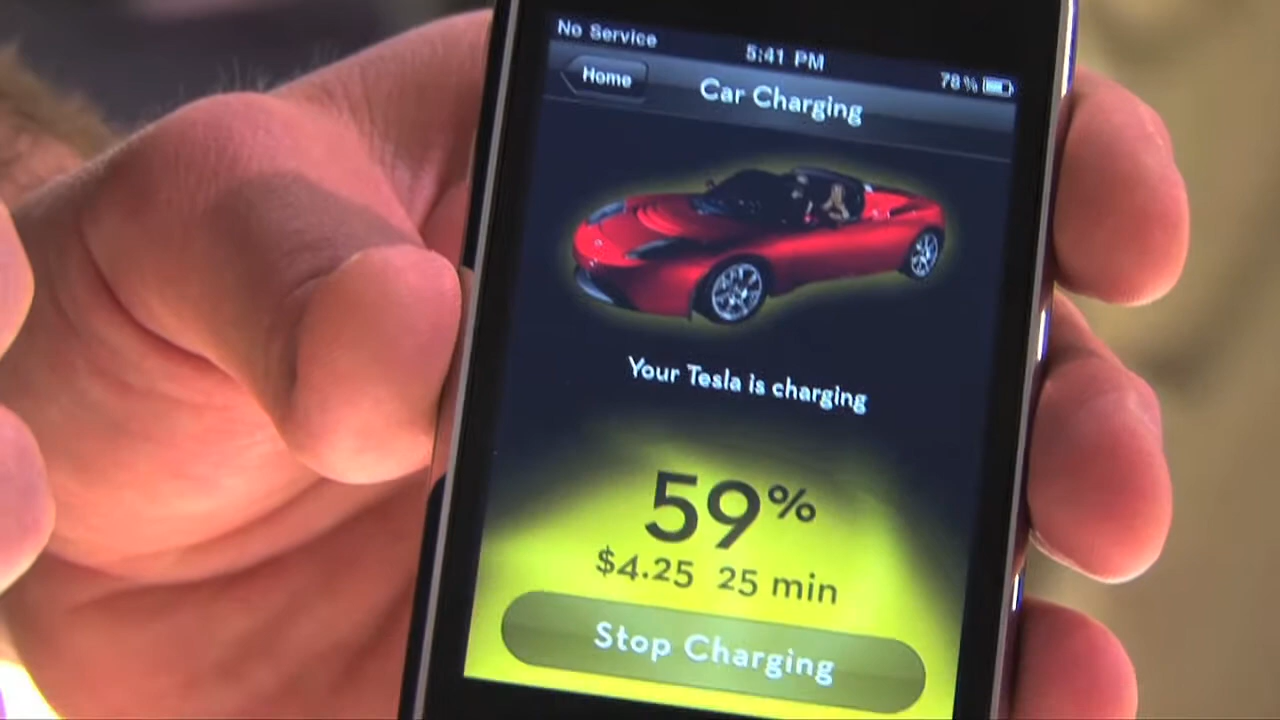 No Service 5:41 PM 78%
Home Car Charging
Your Tesla is charging
59%
$4.25 25 min
Stop Charging